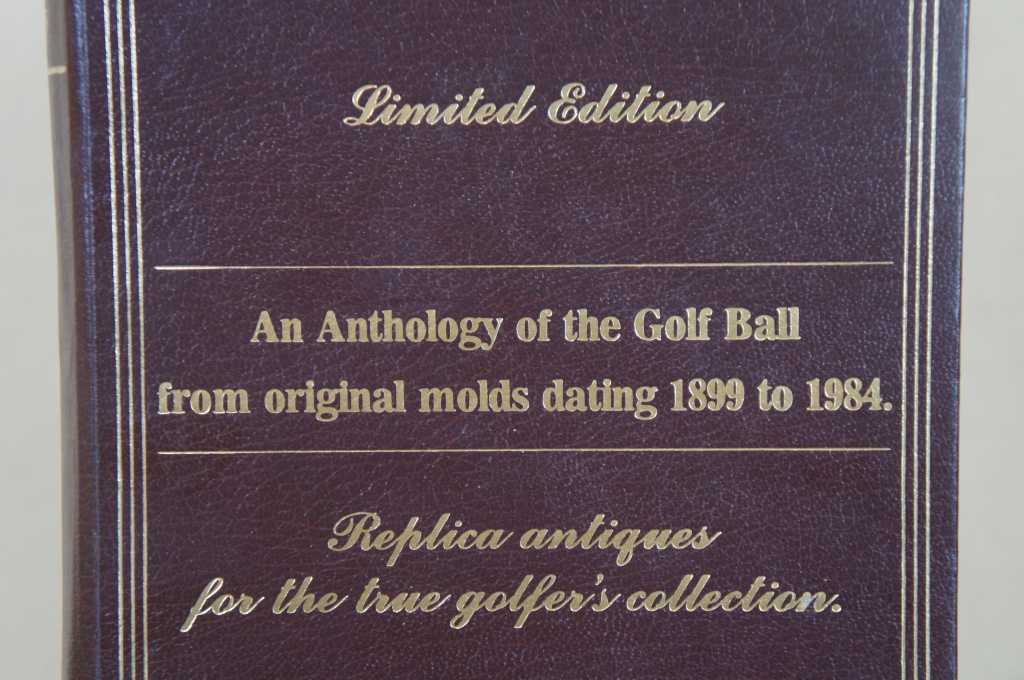 Limited Edition
An Anthology of the Golf Ball
from original molds dating 1899 to 1984.
Replica antiques
for the true golfer's collection.